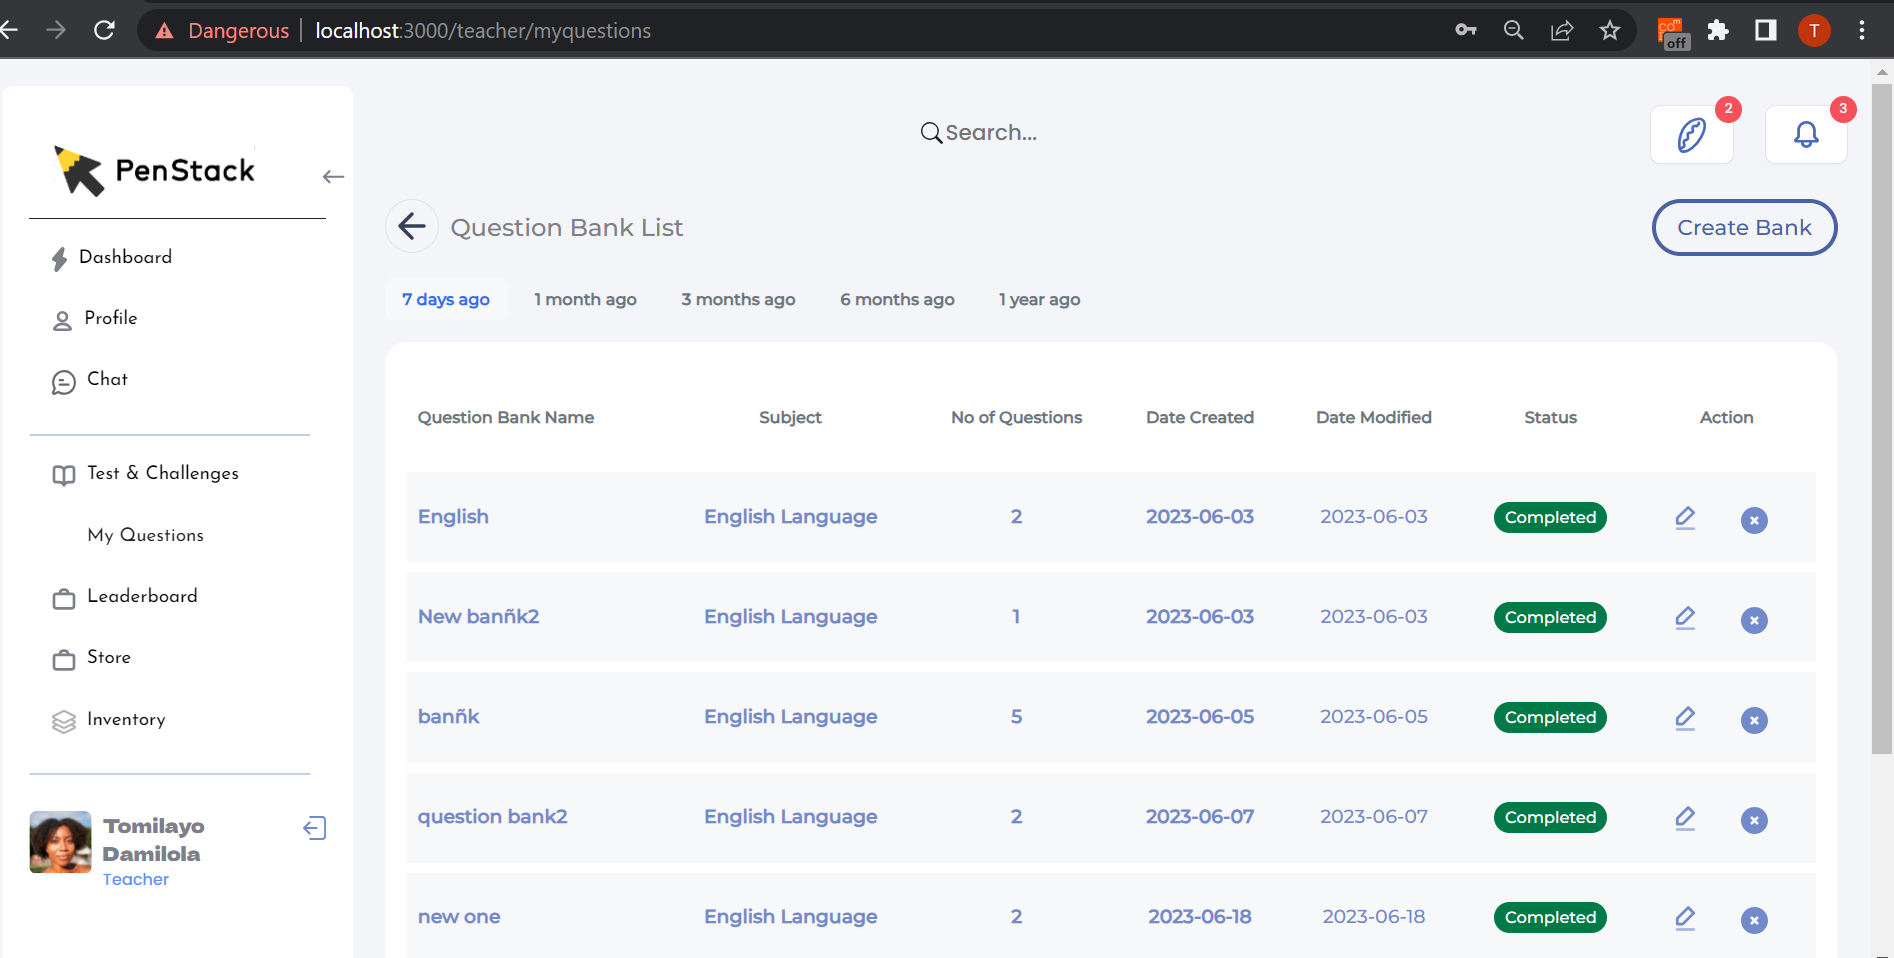 Dangerous localhost:3000/teacher/myquestions
com
off
T
PenStack
Search...
2
3
Question Bank List
Create Bank
Dashboard
Profile
Chat
Test & Challenges
My Questions
Leaderboard
Store
Inventory
Tomilayo
Damilola
Teacher
7 days ago 1 month ago 3 months ago 6 months ago 1 year ago
Question Bank Name Subject No of Questions Date Created Date Modified Status Action
English English Language 2 2023-06-03 2023-06-03 Completed
New banñk2 English Language 1 2023-06-03 2023-06-03 Completed
banñk English Language 5 2023-06-05 2023-06-05 Completed
question bank2 English Language 2 2023-06-07 2023-06-07 Completed
new one English Language 2 2023-06-18 2023-06-18 Completed